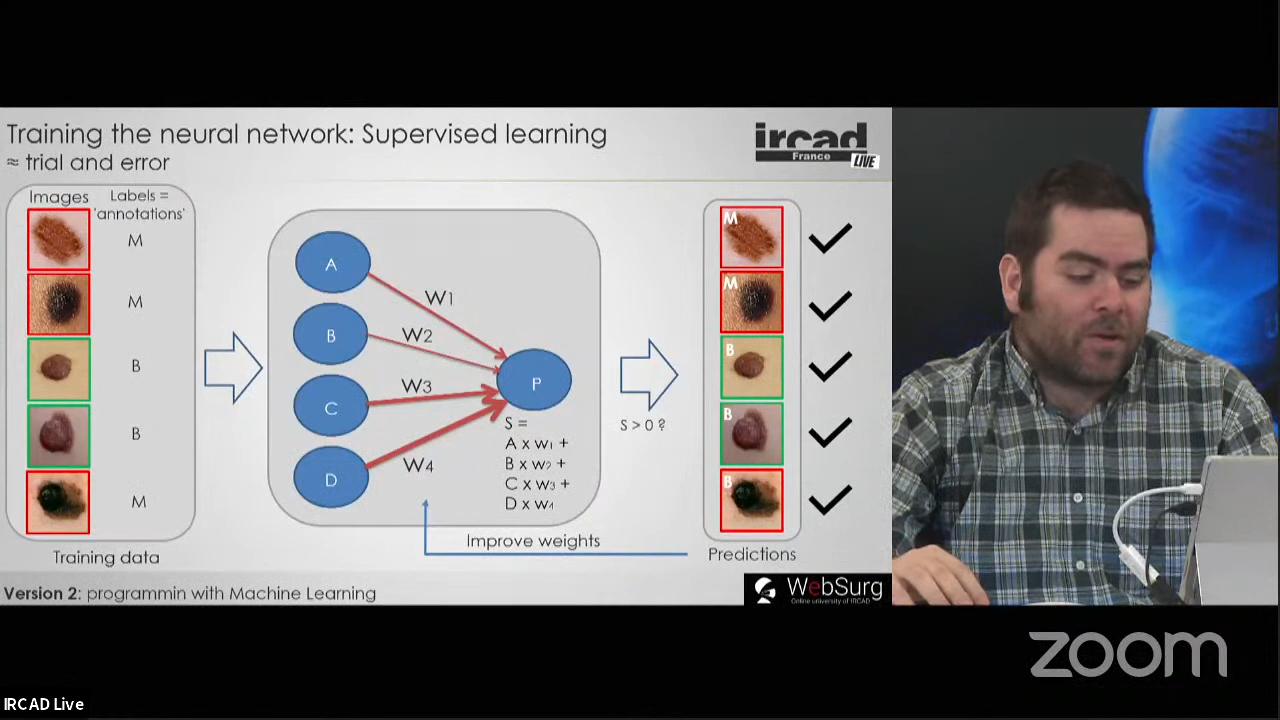 Training the neural network: Supervised learning
≈ trial and error
ircad
France
LIVE
Images
Labels =
'annotations'
M
M
B
B
M
Training data
A
B
C
D
W1
W2
W3
W4
P
S =
A x w1 +
B x w2 +
C x w3 +
D x w4
Improve weights
S > 0 ?
M
M
B
B
B
Predictions
Version 2: programmin with Machine Learning
WebSurg
Online university of IRCAD
zoom
IRCAD Live